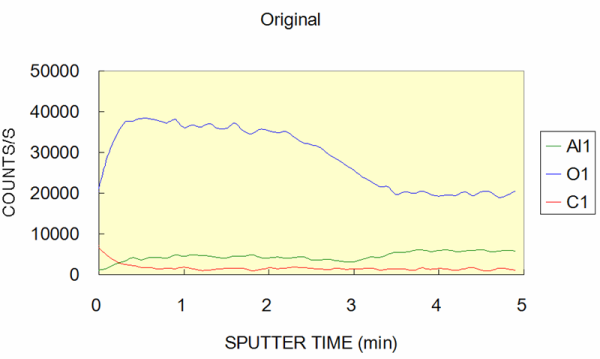 Original
50000
40000
30000
20000
10000
0
COUNTS/S
0 1 2 3 4 5
SPUTTER TIME (min)
Al1
O1
C1